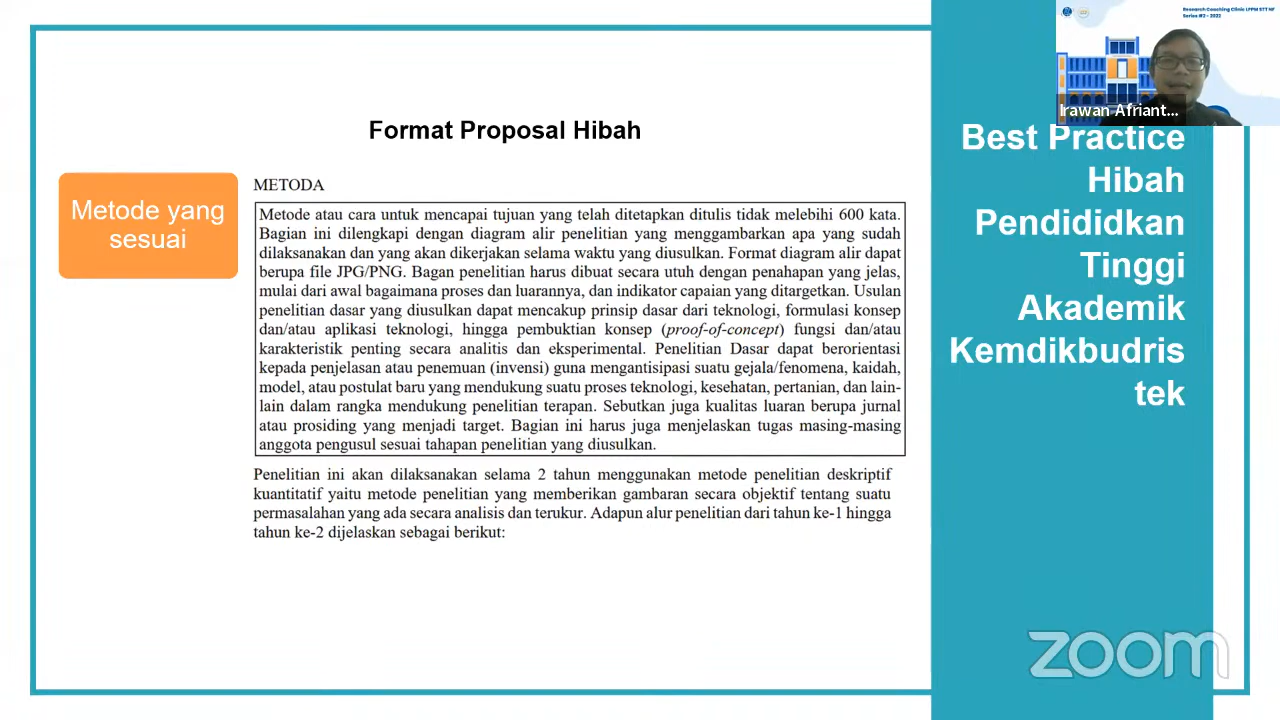 Research Coaching Clinic LPPM STT NF
Series #2 - 2022
Irawan Afriant...
Format Proposal Hibah
Metode yang
sesuai
METODA
Metode atau cara untuk mencapai tujuan yang telah ditetapkan ditulis tidak melebihi 600 kata.
Bagian ini dilengkapi dengan diagram alir penelitian yang menggambarkan apa yang sudah
dilaksanakan dan yang akan dikerjakan selama waktu yang diusulkan. Format diagram alir dapat
berupa file JPG/PNG. Bagan penelitian harus dibuat secara utuh dengan penahapan yang jelas,
mulai dari awal bagaimana proses dan luarannya, dan indikator capaian yang ditargetkan. Usulan
penelitian dasar yang diusulkan dapat mencakup prinsip dasar dari teknologi, formulasi konsep
dan/atau aplikasi teknologi, hingga pembuktian konsep (proof-of-concept) fungsi dan/atau
karakteristik penting secara analitis dan eksperimental. Penelitian Dasar dapat berorientasi
kepada penjelasan atau penemuan (invensi) guna mengantisipasi suatu gejala/fenomena, kaidah,
model, atau postulat baru yang mendukung suatu proses teknologi, kesehatan, pertanian, dan lain-
lain dalam rangka mendukung penelitian terapan. Sebutkan juga kualitas luaran berupa jurnal
atau prosiding yang menjadi target. Bagian ini harus juga menjelaskan tugas masing-masing
anggota pengusul sesuai tahapan penelitian yang diusulkan.
Penelitian ini akan dilaksanakan selama 2 tahun menggunakan metode penelitian deskriptif
kuantitatif yaitu metode penelitian yang memberikan gambaran secara objektif tentang suatu
permasalahan yang ada secara analisis dan terukur. Adapun alur penelitian dari tahun ke-1 hingga
tahun ke-2 dijelaskan sebagai berikut:
Best Practice
Hibah
Pendididkan
Tinggi
Akademik
Kemdikbudris
tek
zoom